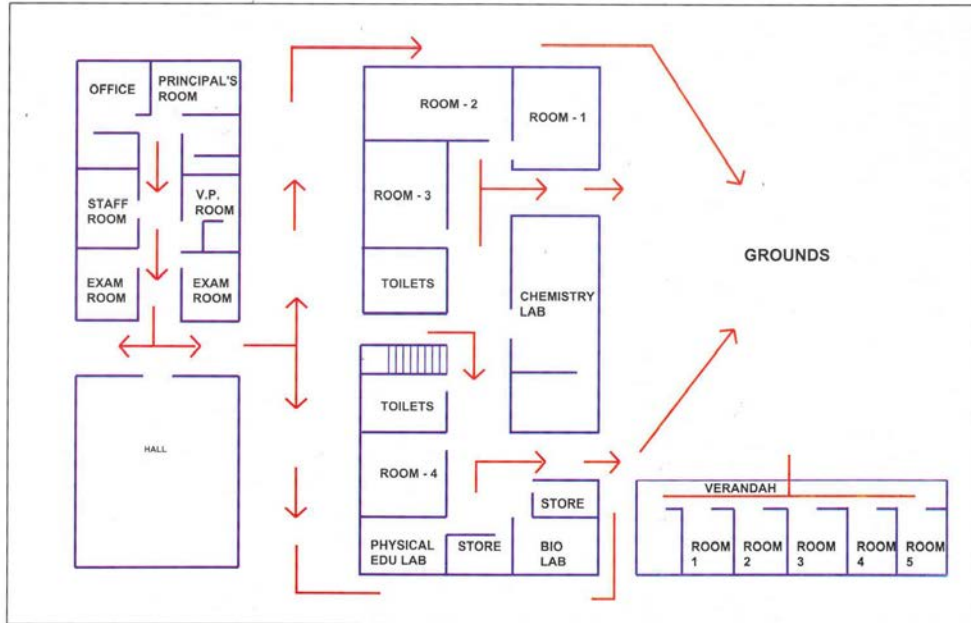 OFFICE
PRINCIPAL'S
ROOM
STAFF
ROOM
V.P.
ROOM
EXAM
ROOM
EXAM
ROOM
HALL
ROOM - 2
ROOM - 1
ROOM - 3
TOILETS
CHEMISTRY
LAB
TOILETS
ROOM - 4
PHYSICAL
EDU LAB
STORE
STORE
BIO
LAB
GROUNDS
VERANDAH
ROOM
1
ROOM
2
ROOM
3
ROOM
4
ROOM
5